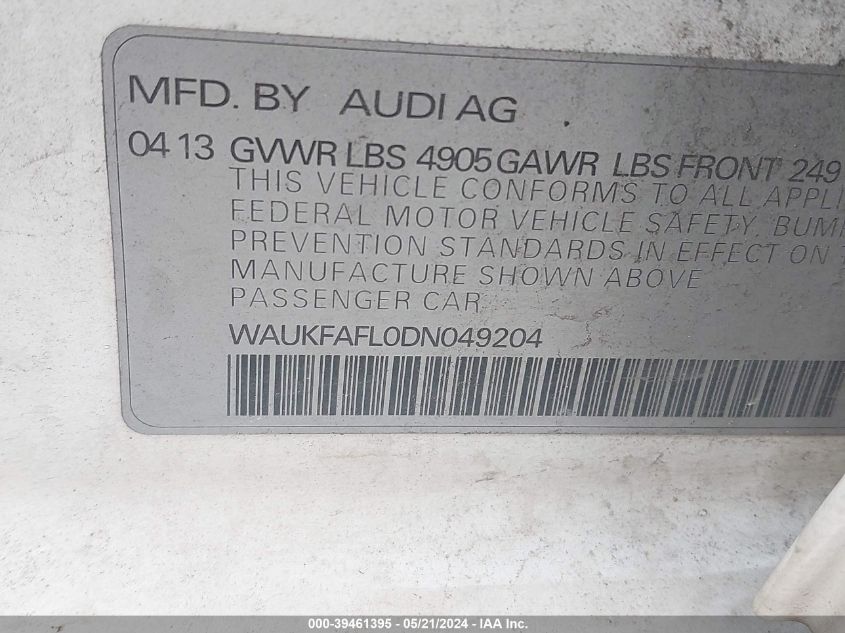 MFD. BY AUDI AG
04 13 GVWR LBS 4905 GAWR LBS FRONT 249
THIS VEHICLE CONFORMS TO ALL APPLI
FEDERAL MOTOR VEHICLE SAFETY, BUM
PREVENTION STANDARDS IN EFFECT ON
MANUFACTURE SHOWN ABOVE
PASSENGER CAR
WAUKFAFL0DN049204
000-39461395 - 05/21/2024 - IAA Inc.